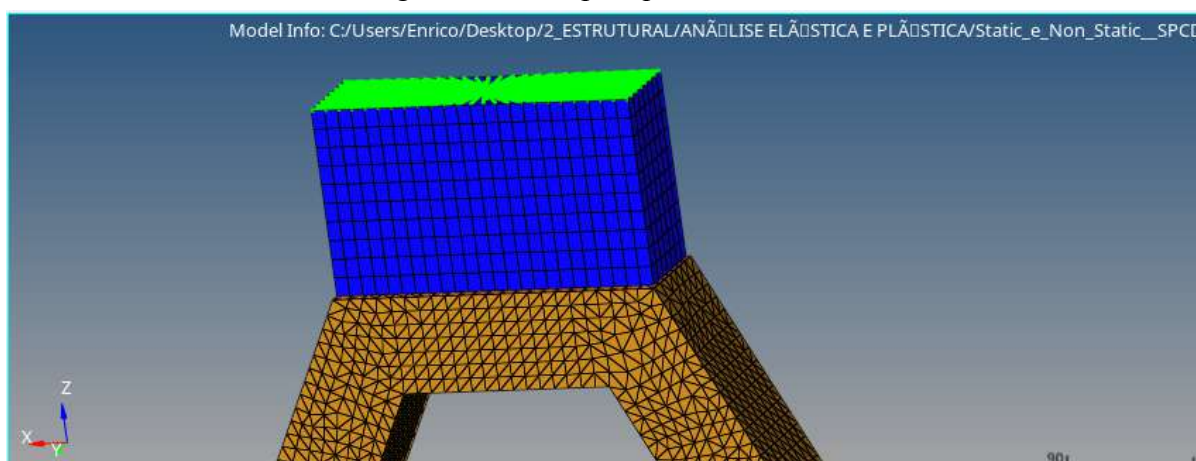 Model Info: C:/Users/Enrico/Desktop/2_ESTRUTURAL/ANÃ□LISE ELÃ□STICA E PLÃ□STICA/Static_e_Non_Static__SPCD
Z
X
Y